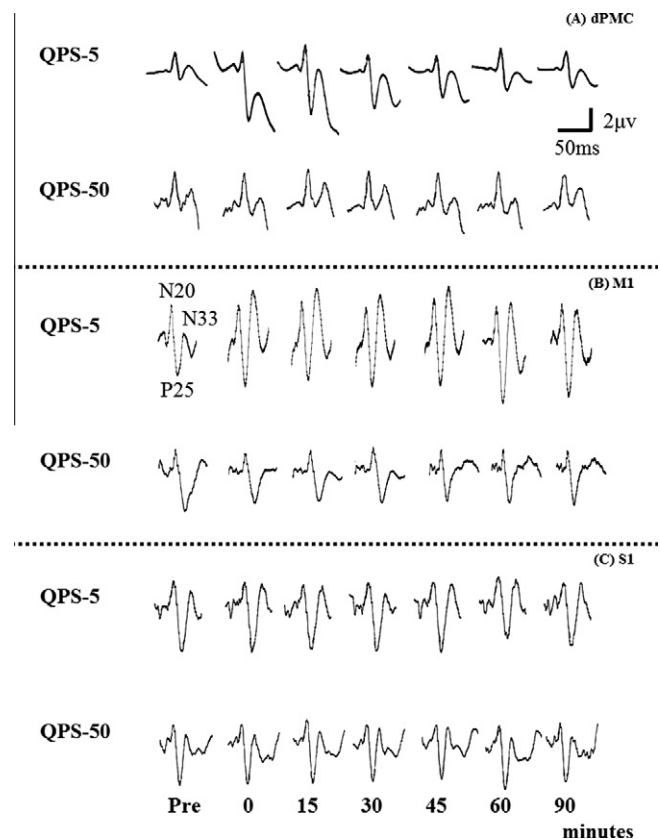 (A) dPMC
QPS-5
2μv
50ms
QPS-50
(B) M1
QPS-5
N20
N33
P25
QPS-50
(C) S1
QPS-5
QPS-50
Pre 0 15 30 45 60 90
minutes